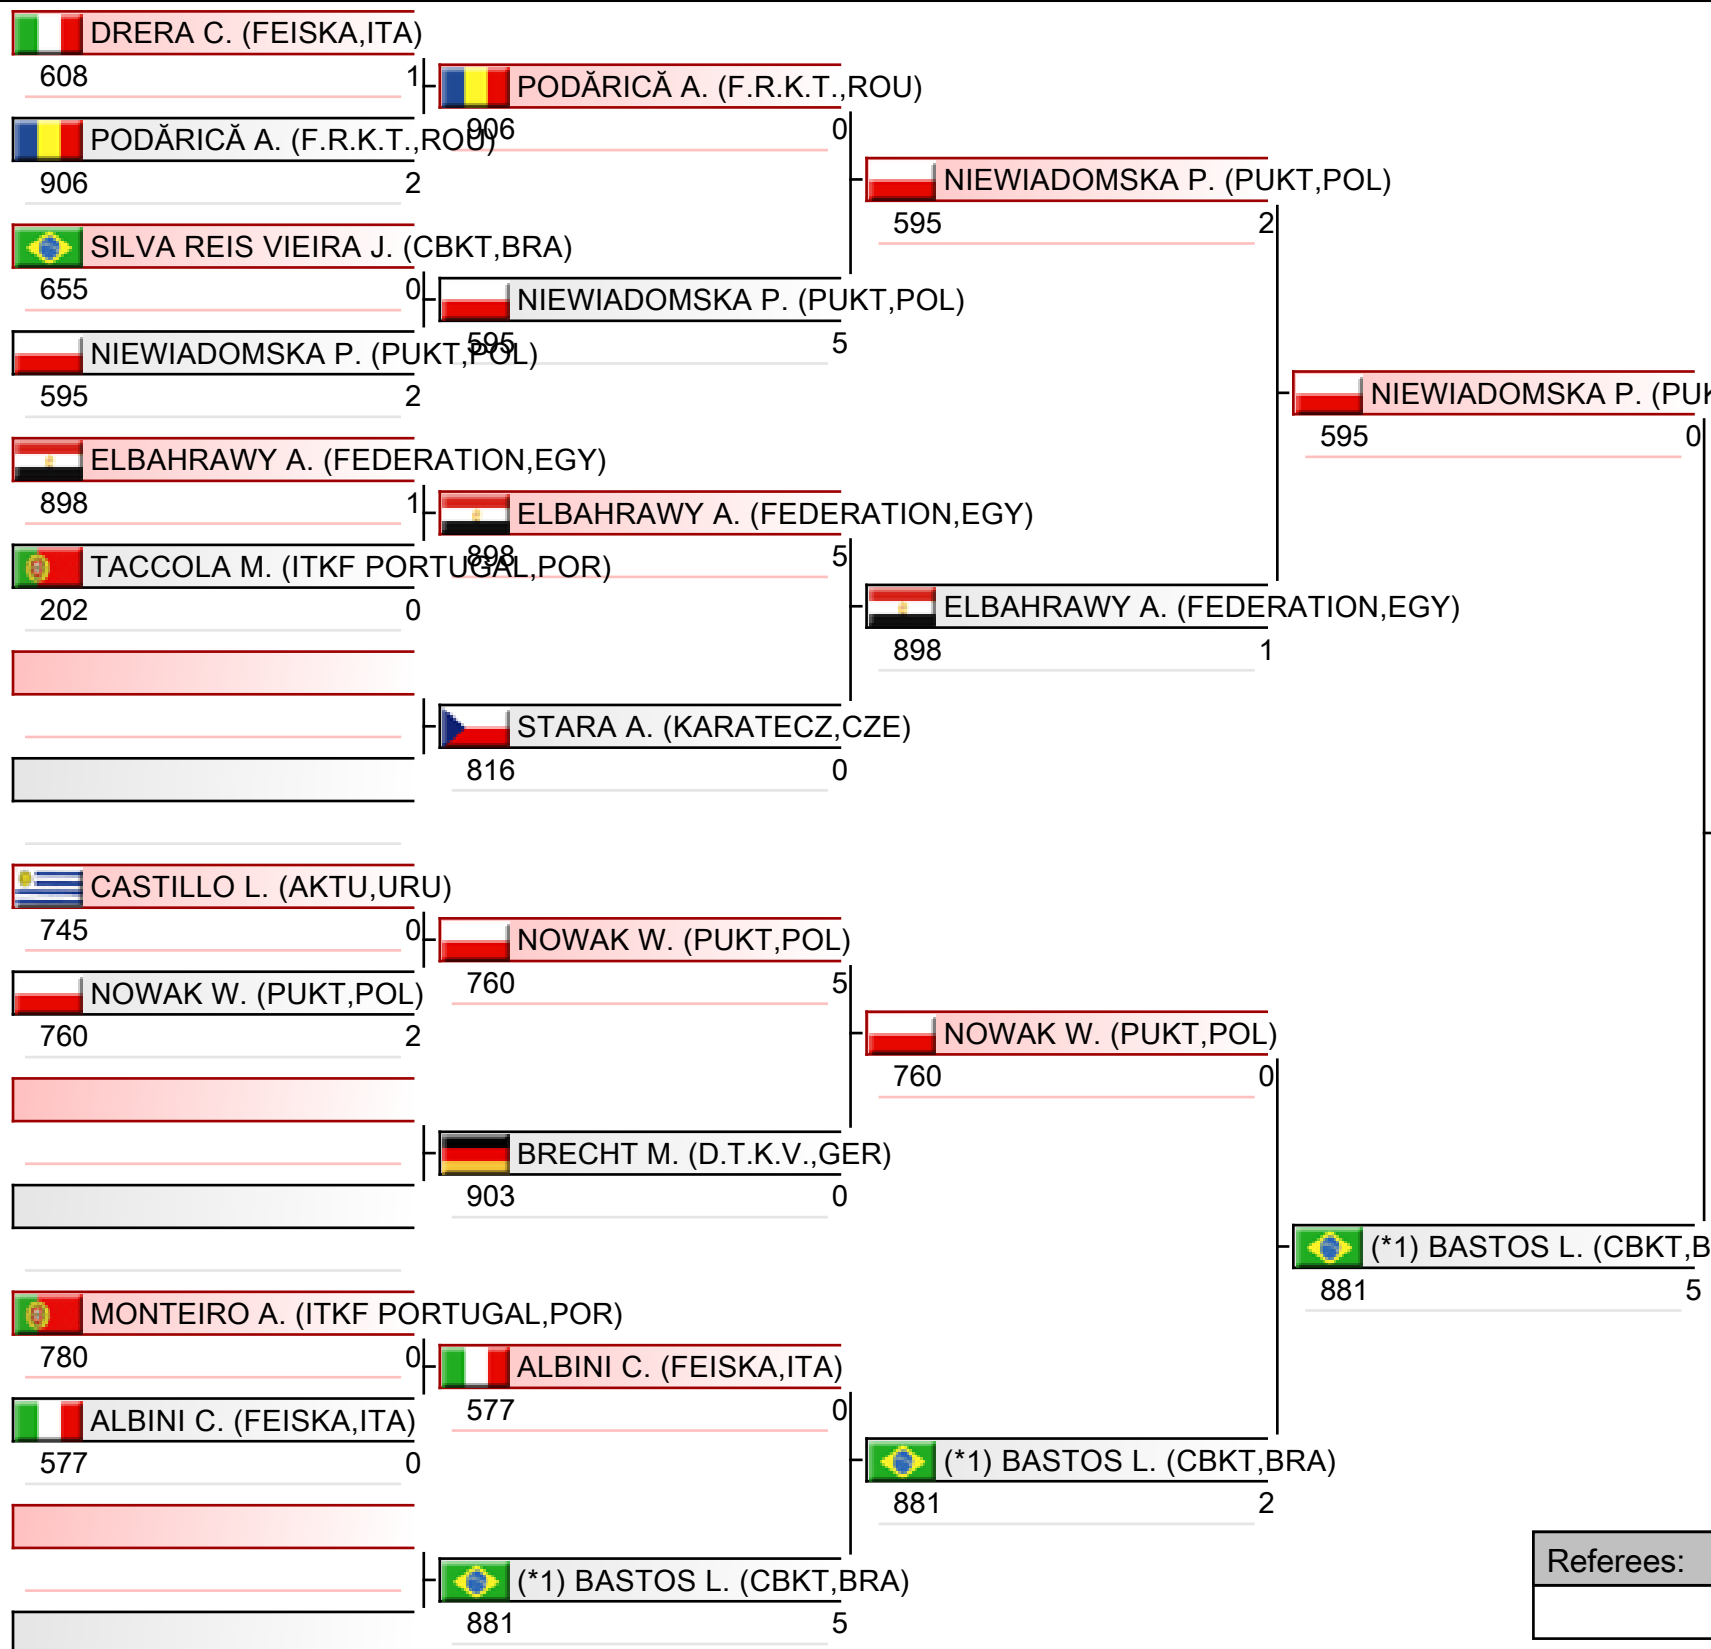 DRERA C. (FEISKA,ITA)
608 1
PODĂRICĂ A. (F.R.K.T.,ROU)
906 2
SILVA REIS VIEIRA J. (CBKT,BRA)
655 0
NIEWIADOMSKA P. (PUKT,POL)
595 2
ELBAHRAWY A. (FEDERATION,EGY)
898 1
TACCOLA M. (ITKF PORTUGAL,POR)
202 0
CASTILLO L. (AKTU,URU)
745 0
NOWAK W. (PUKT,POL)
760 2
MONTEIRO A. (ITKF PORTUGAL,POR)
780 0
ALBINI C. (FEISKA,ITA)
577 0
PODĂRICĂ A. (F.R.K.T.,ROU)
906 0
NIEWIADOMSKA P. (PUKT,POL)
595 5
ELBAHRAWY A. (FEDERATION,EGY)
898 5
STARA A. (KARATECZ,CZE)
816 0
NOWAK W. (PUKT,POL)
760 5
BRECHT M. (D.T.K.V.,GER)
903 0
ALBINI C. (FEISKA,ITA)
577 0
(*1) BASTOS L. (CBKT,BRA)
881 5
NIEWIADOMSKA P. (PUKT,POL)
595 2
ELBAHRAWY A. (FEDERATION,EGY)
898 1
NOWAK W. (PUKT,POL)
760 0
(*1) BASTOS L. (CBKT,BRA)
881 2
NIEWIADOMSKA P. (PUK
595 0
(*1) BASTOS L. (CBKT,B
881 5
Referees: